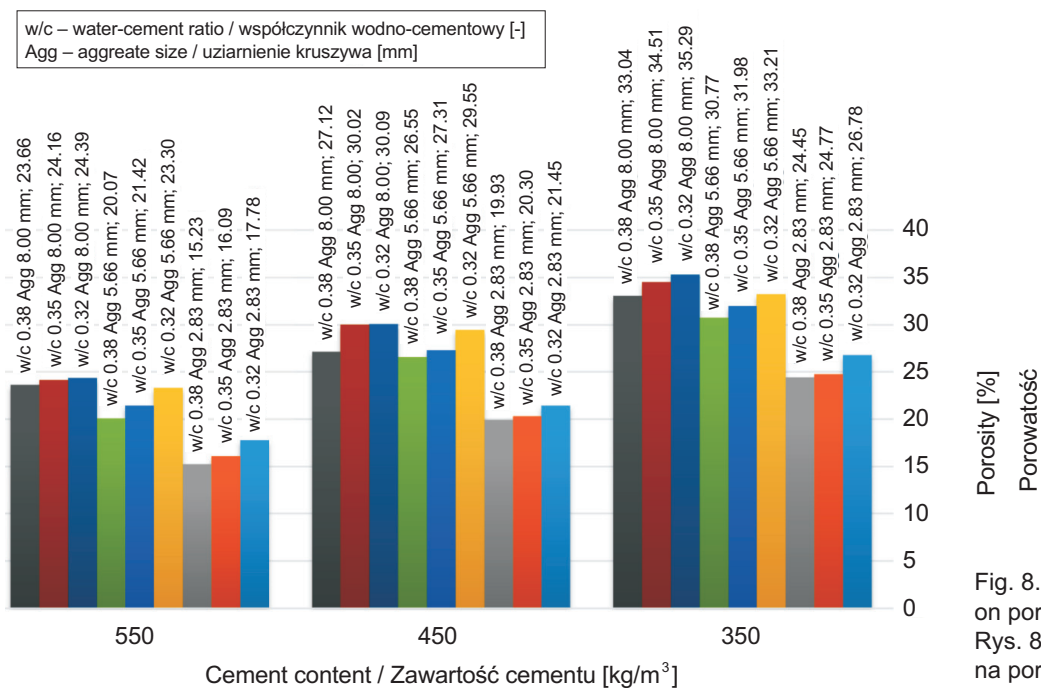 w/c – water-cement ratio / współczynnik wodno-cementowy [-]
Agg – aggreate size / uziarnienie kruszywa [mm]
w/c 0.38 Agg 8.00 mm; 23.66
w/c 0.35 Agg 8.00 mm; 24.16
w/c 0.32 Agg 8.00 mm; 24.39
w/c 0.38 Agg 5.66 mm; 20.07
w/c 0.35 Agg 5.66 mm; 21.42
w/c 0.32 Agg 5.66 mm; 23.30
w/c 0.38 Agg 2.83 mm; 15.23
w/c 0.35 Agg 2.83 mm; 16.09
w/c 0.32 Agg 2.83 mm; 17.78
w/c 0.38 Agg 8.00 mm; 27.12
w/c 0.35 Agg 8.00; 30.02
w/c 0.32 Agg 8.00; 30.09
w/c 0.38 Agg 5.66 mm; 26.55
w/c 0.35 Agg 5.66 mm; 27.31
w/c 0.32 Agg 5.66 mm; 29.55
w/c 0.38 Agg 2.83 mm; 19.93
w/c 0.35 Agg 2.83 mm; 20.30
w/c 0.32 Agg 2.83 mm; 21.45
w/c 0.38 Agg 8.00 mm; 33.04
w/c 0.35 Agg 8.00 mm; 34.51
w/c 0.32 Agg 8.00 mm; 35.29
w/c 0.38 Agg 5.66 mm; 30.77
w/c 0.35 Agg 5.66 mm; 31.98
w/c 0.32 Agg 5.66 mm; 33.21
w/c 0.38 Agg 2.83 mm; 24.45
w/c 0.35 Agg 2.83 mm; 24.77
w/c 0.32 Agg 2.83 mm; 26.78
40
35
30
25
20
15
10
5
0
Porosity [%]
Porowatość
550
450
350
Cement content / Zawartość cementu [kg/m³]
Fig. 8.
on por
Rys. 8
na por